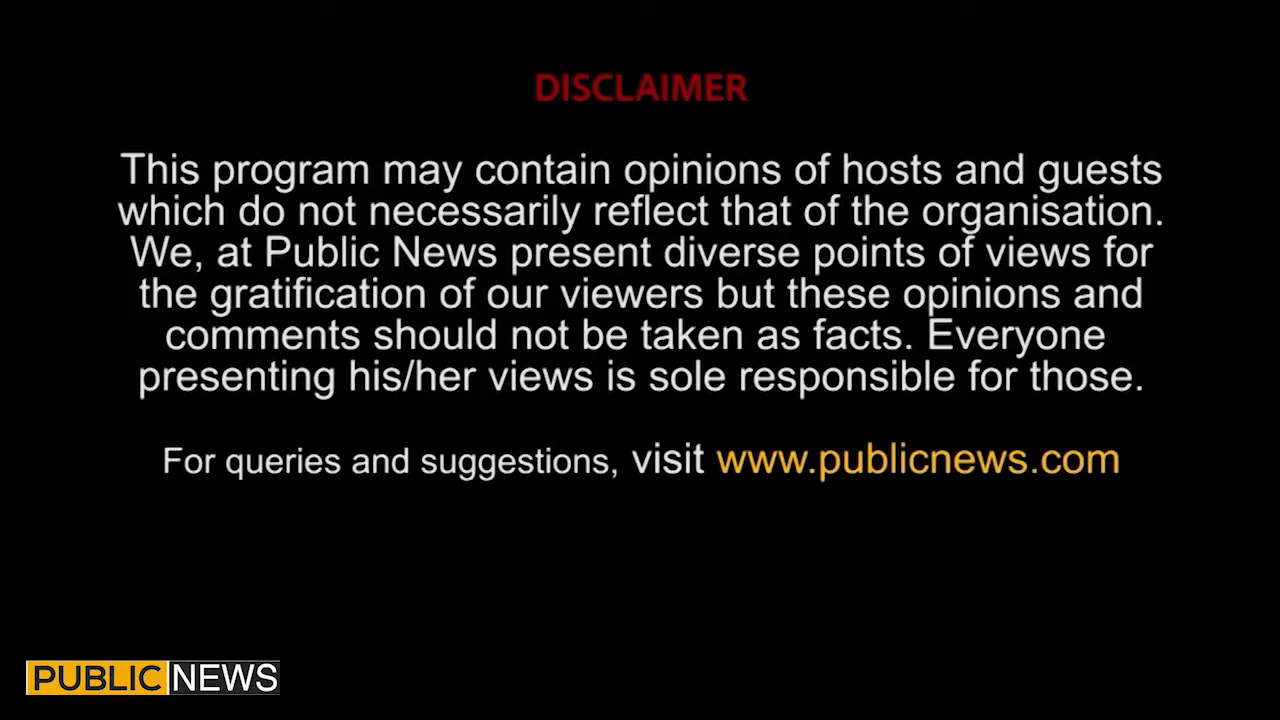 DISCLAIMER
This program may contain opinions of hosts and guests
which do not necessarily reflect that of the organisation.
We, at Public News present diverse points of views for
the gratification of our viewers but these opinions and
comments should not be taken as facts. Everyone
presenting his/her views is sole responsible for those.
For queries and suggestions, visit www.publicnews.com
PUBLIC NEWS